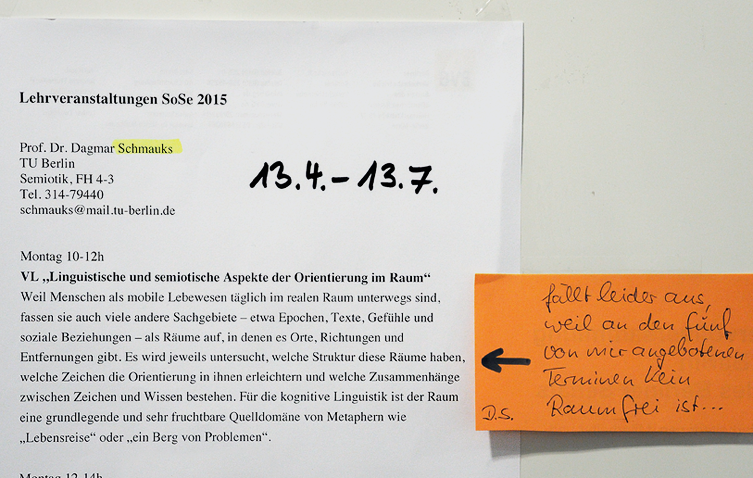 Lehrveranstaltungen SoSe 2015
Prof. Dr. Dagmar Schmauks
TU Berlin
Semiotik, FH 4-3
Tel. 314-79440
schmauks@mail.tu-berlin.de
13.4. – 13.7.
Montag 10-12h
VL „Linguistische und semiotische Aspekte der Orientierung im Raum“
Weil Menschen als mobile Lebewesen täglich im realen Raum unterwegs sind,
fassen sie auch viele andere Sachgebiete – etwa Epochen, Texte, Gefühle und
soziale Beziehungen – als Räume auf, in denen es Orte, Richtungen und
Entfernungen gibt. Es wird jeweils untersucht, welche Struktur diese Räume haben,
welche Zeichen die Orientierung in ihnen erleichtern und welche Zusammenhänge
zwischen Zeichen und Wissen bestehen. Für die kognitive Linguistik ist der Raum
eine grundlegende und sehr fruchtbare Quelldomäne von Metaphern wie
„Lebensreise“ oder „ein Berg von Problemen“.
Montag 12-14h
fällt leider aus,
weil an den fünf
von mir angebotenen
Terminen kein
Raum frei ist...
D.S.